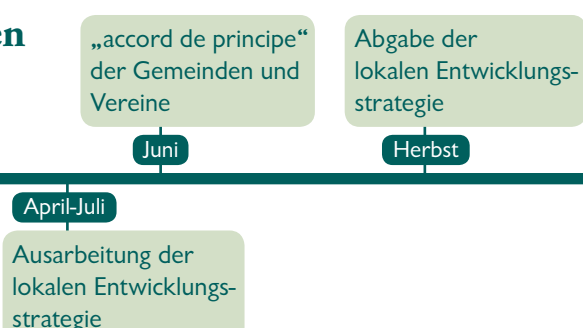 en
„accord de principe“
der Gemeinden und
Vereine
Juni
Abgabe der
lokalen Entwicklungs-
strategie
Herbst
April-Juli
Ausarbeitung der
lokalen Entwicklungs-
strategie